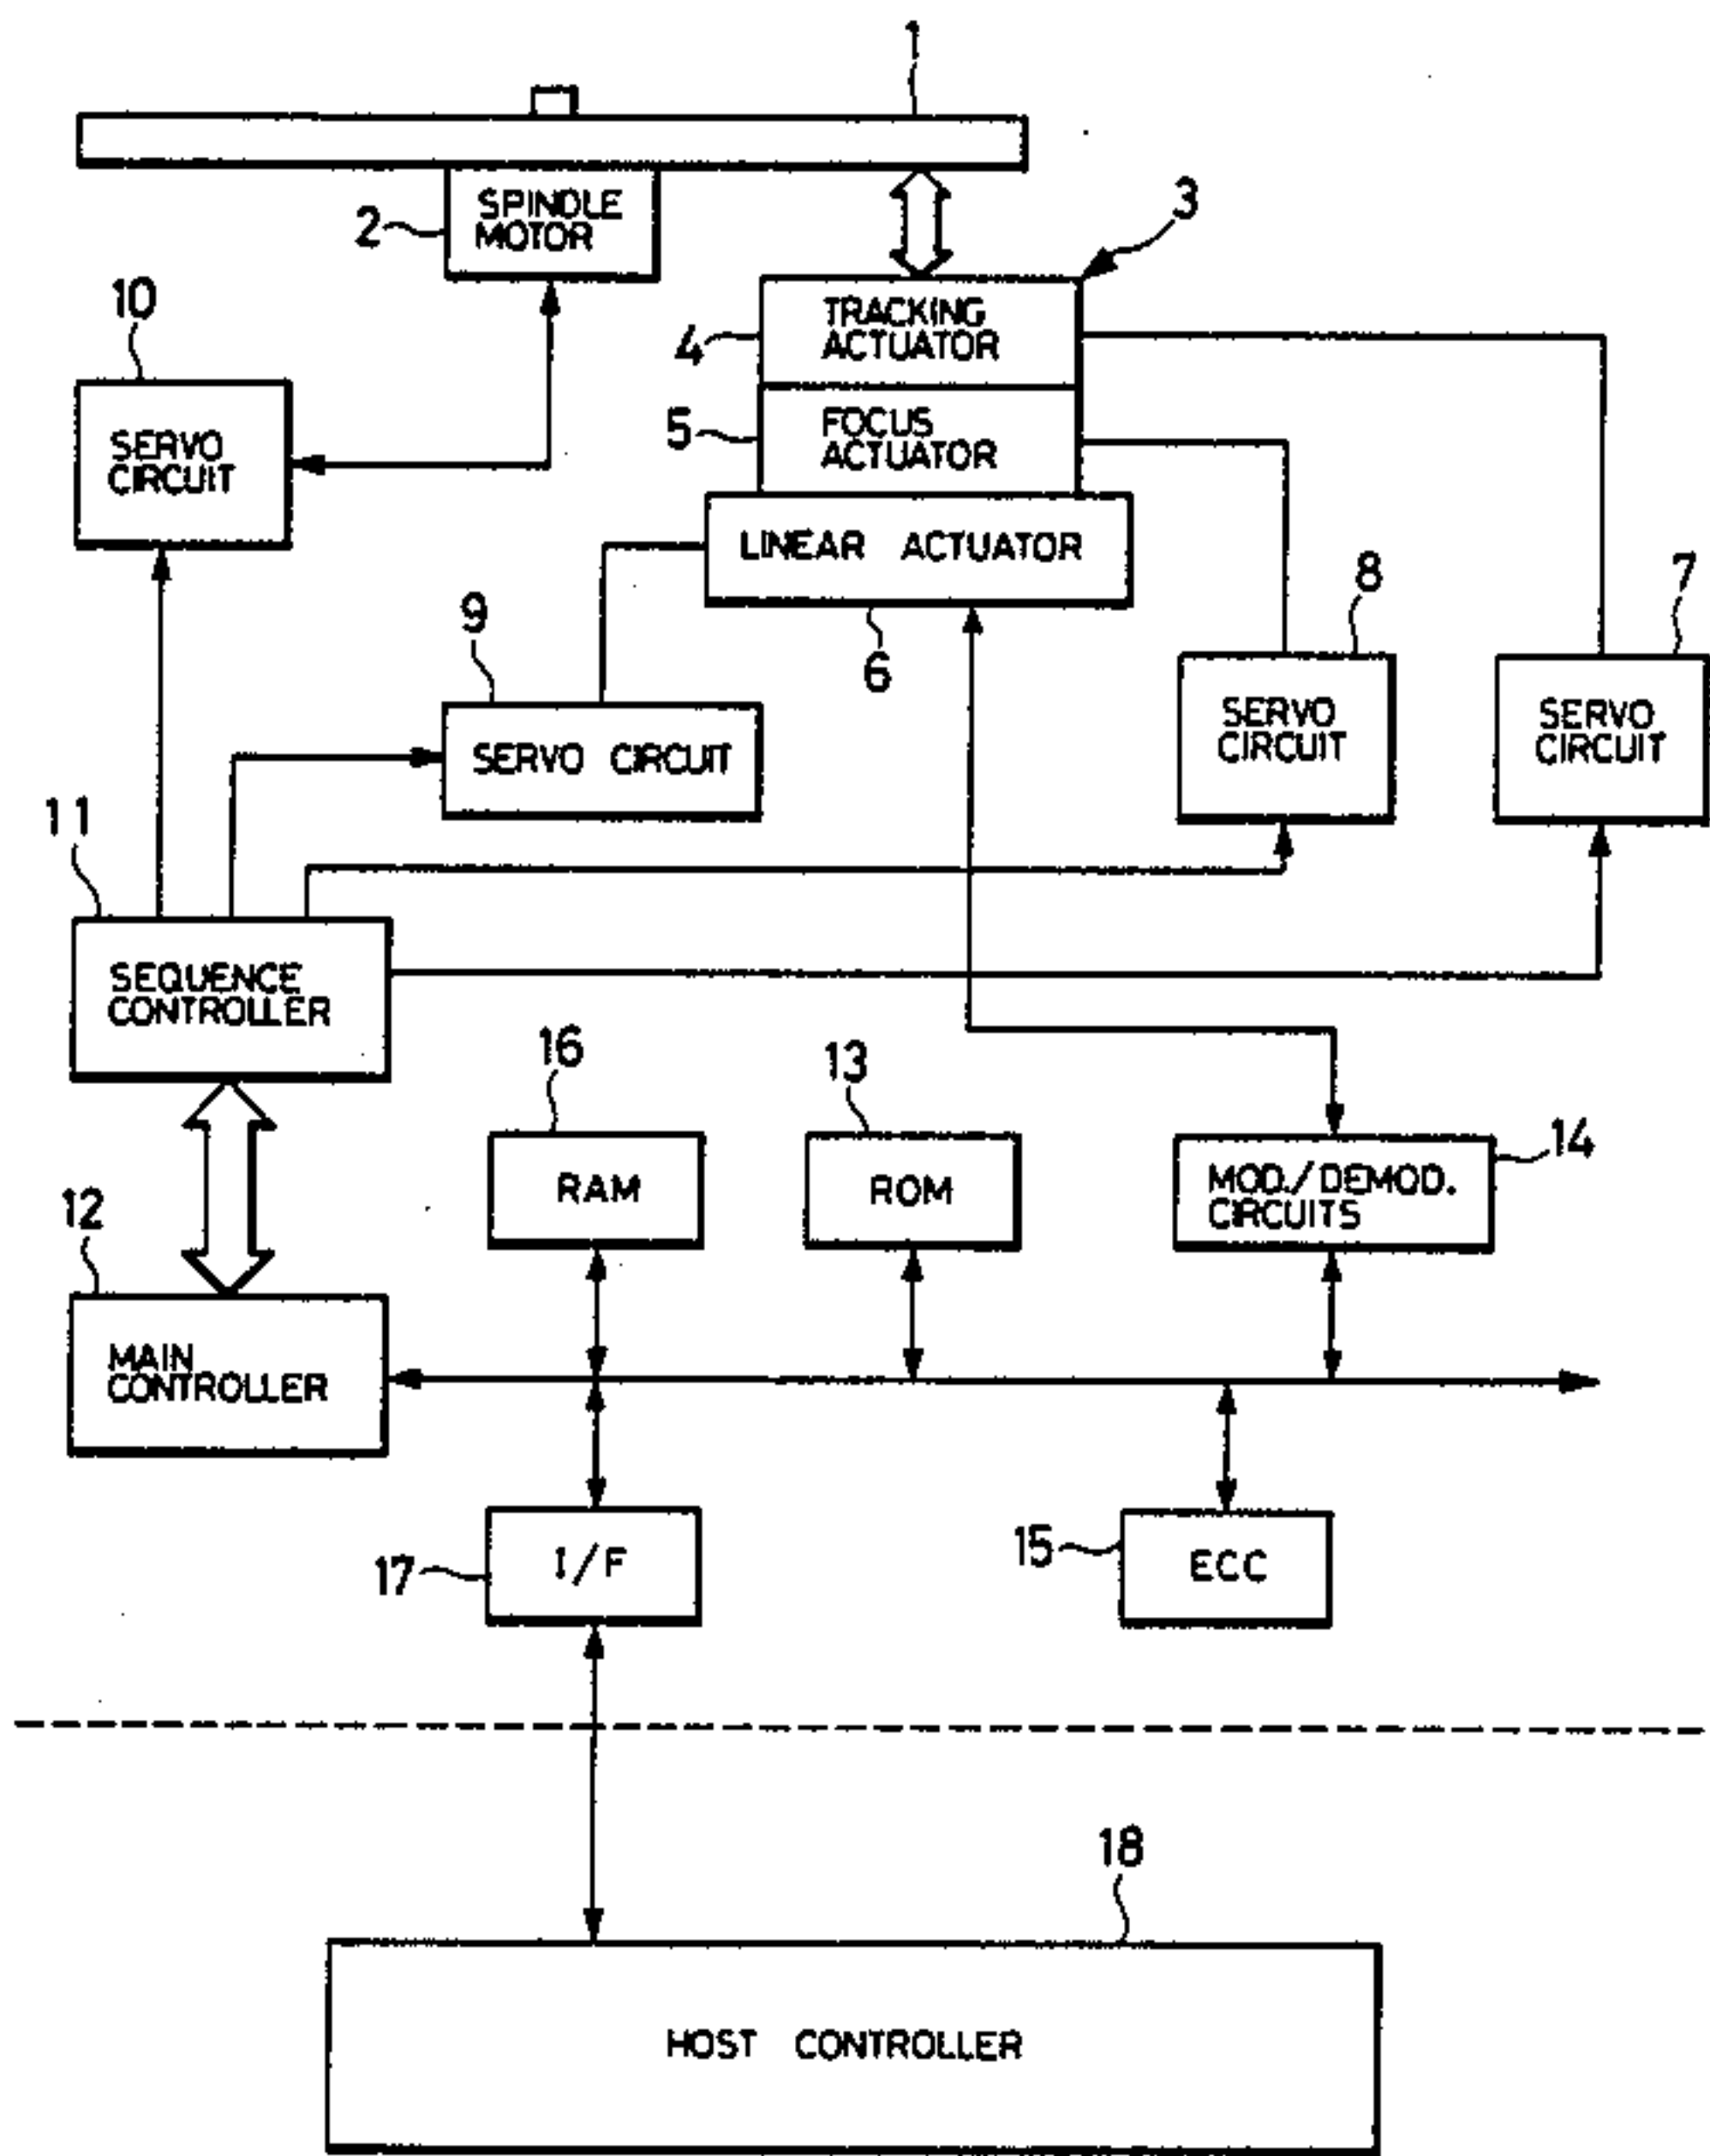 1
SPINDLE
MOTOR
2
3
10
TRACKING
ACTUATOR
4
FOCUS
ACTUATOR
5
SERVO
CIRCUIT
LINEAR ACTUATOR
8
7
9
6
SERVO
CIRCUIT
SERVO
CIRCUIT
SERVO CIRCUIT
11
SEQUENCE
CONTROLLER
16
13
14
RAM
ROM
MOD./DEMOD.
CIRCUITS
12
MAIN
CONTROLLER
17
I/F
15
ECC
18
HOST CONTROLLER